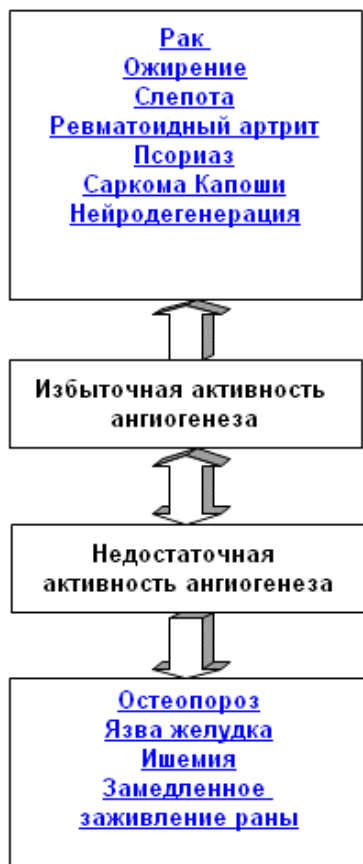 Рак
Ожирение
Слепота
Ревматоидный артрит
Псориаз
Саркома Капоши
Нейродегенерация
Избыточная активность
ангиогенеза
Недостаточная
активность ангиогенеза
Остеопороз
Язва желудка
Ишемия
Замедленное
заживление раны